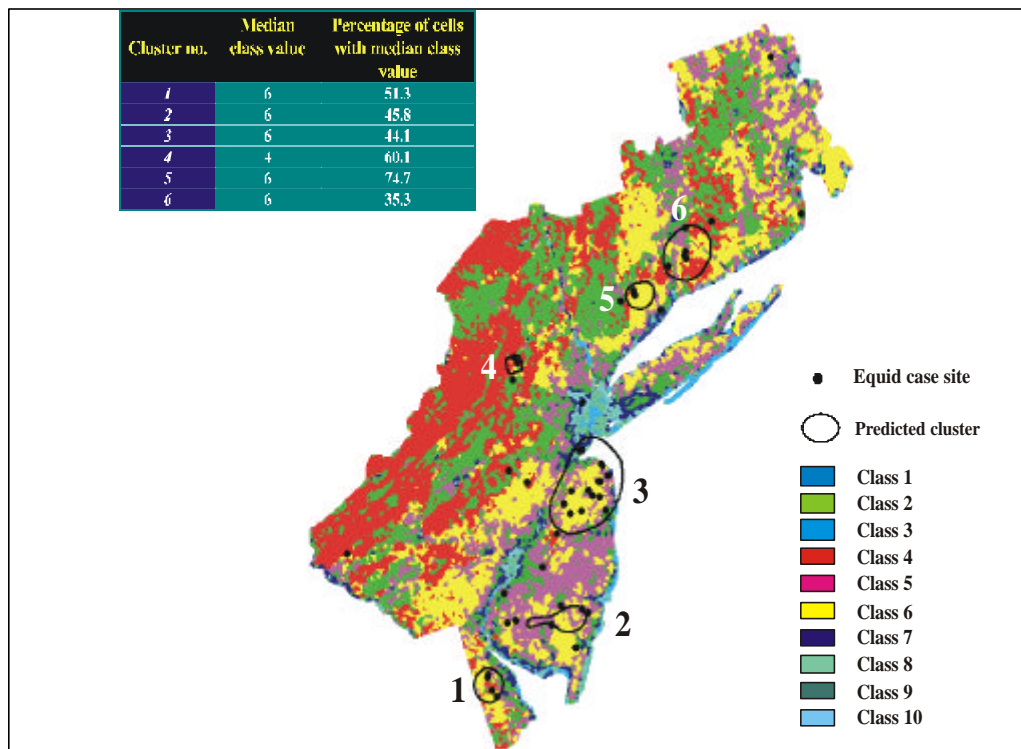 Cluster no. Median class value Percentage of cells with median class value
1 6 51.3
2 6 45.8
3 6 44.1
4 4 60.1
5 6 74.7
6 6 35.3
6
5
4
3
2
1
Equid case site
Predicted cluster
Class 1
Class 2
Class 3
Class 4
Class 5
Class 6
Class 7
Class 8
Class 9
Class 10